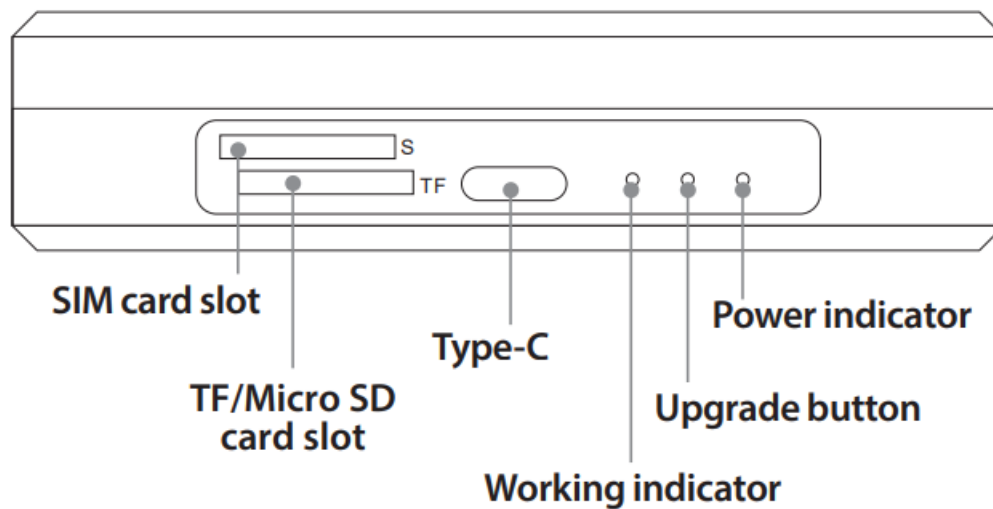 S
TF
SIM card slot
Type-C
Power indicator
TF/Micro SD
card slot
Upgrade button
Working indicator